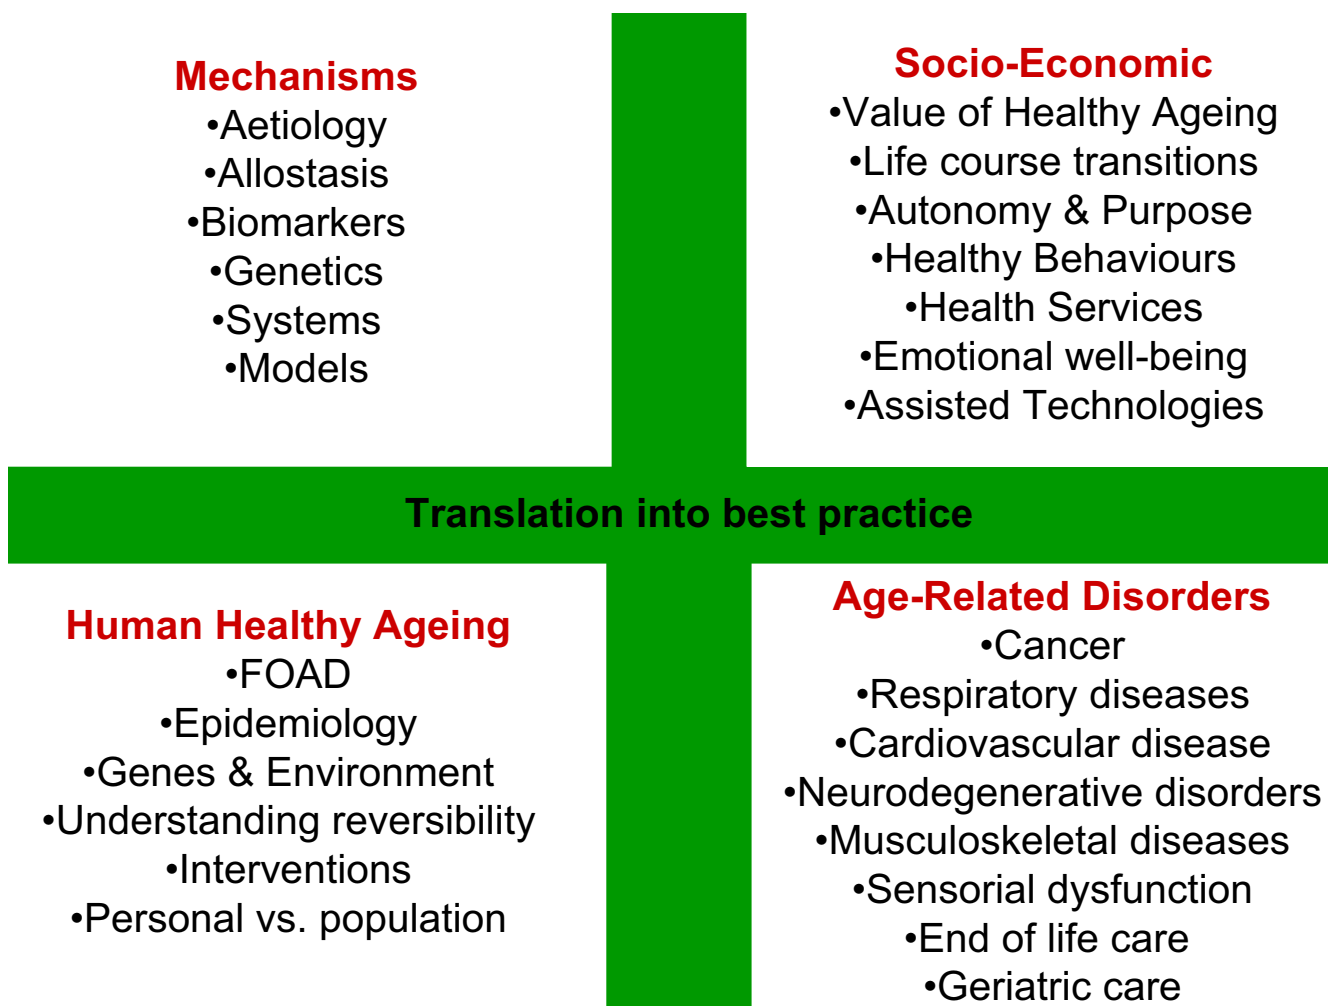 Mechanisms
•Aetiology
•Allostasis
•Biomarkers
•Genetics
•Systems
•Models
Socio-Economic
•Value of Healthy Ageing
•Life course transitions
•Autonomy & Purpose
•Healthy Behaviours
•Health Services
•Emotional well-being
•Assisted Technologies
Translation into best practice
Human Healthy Ageing
•FOAD
•Epidemiology
•Genes & Environment
•Understanding reversibility
•Interventions
•Personal vs. population
Age-Related Disorders
•Cancer
•Respiratory diseases
•Cardiovascular disease
•Neurodegenerative disorders
•Musculoskeletal diseases
•Sensorial dysfunction
•End of life care
•Geriatric care